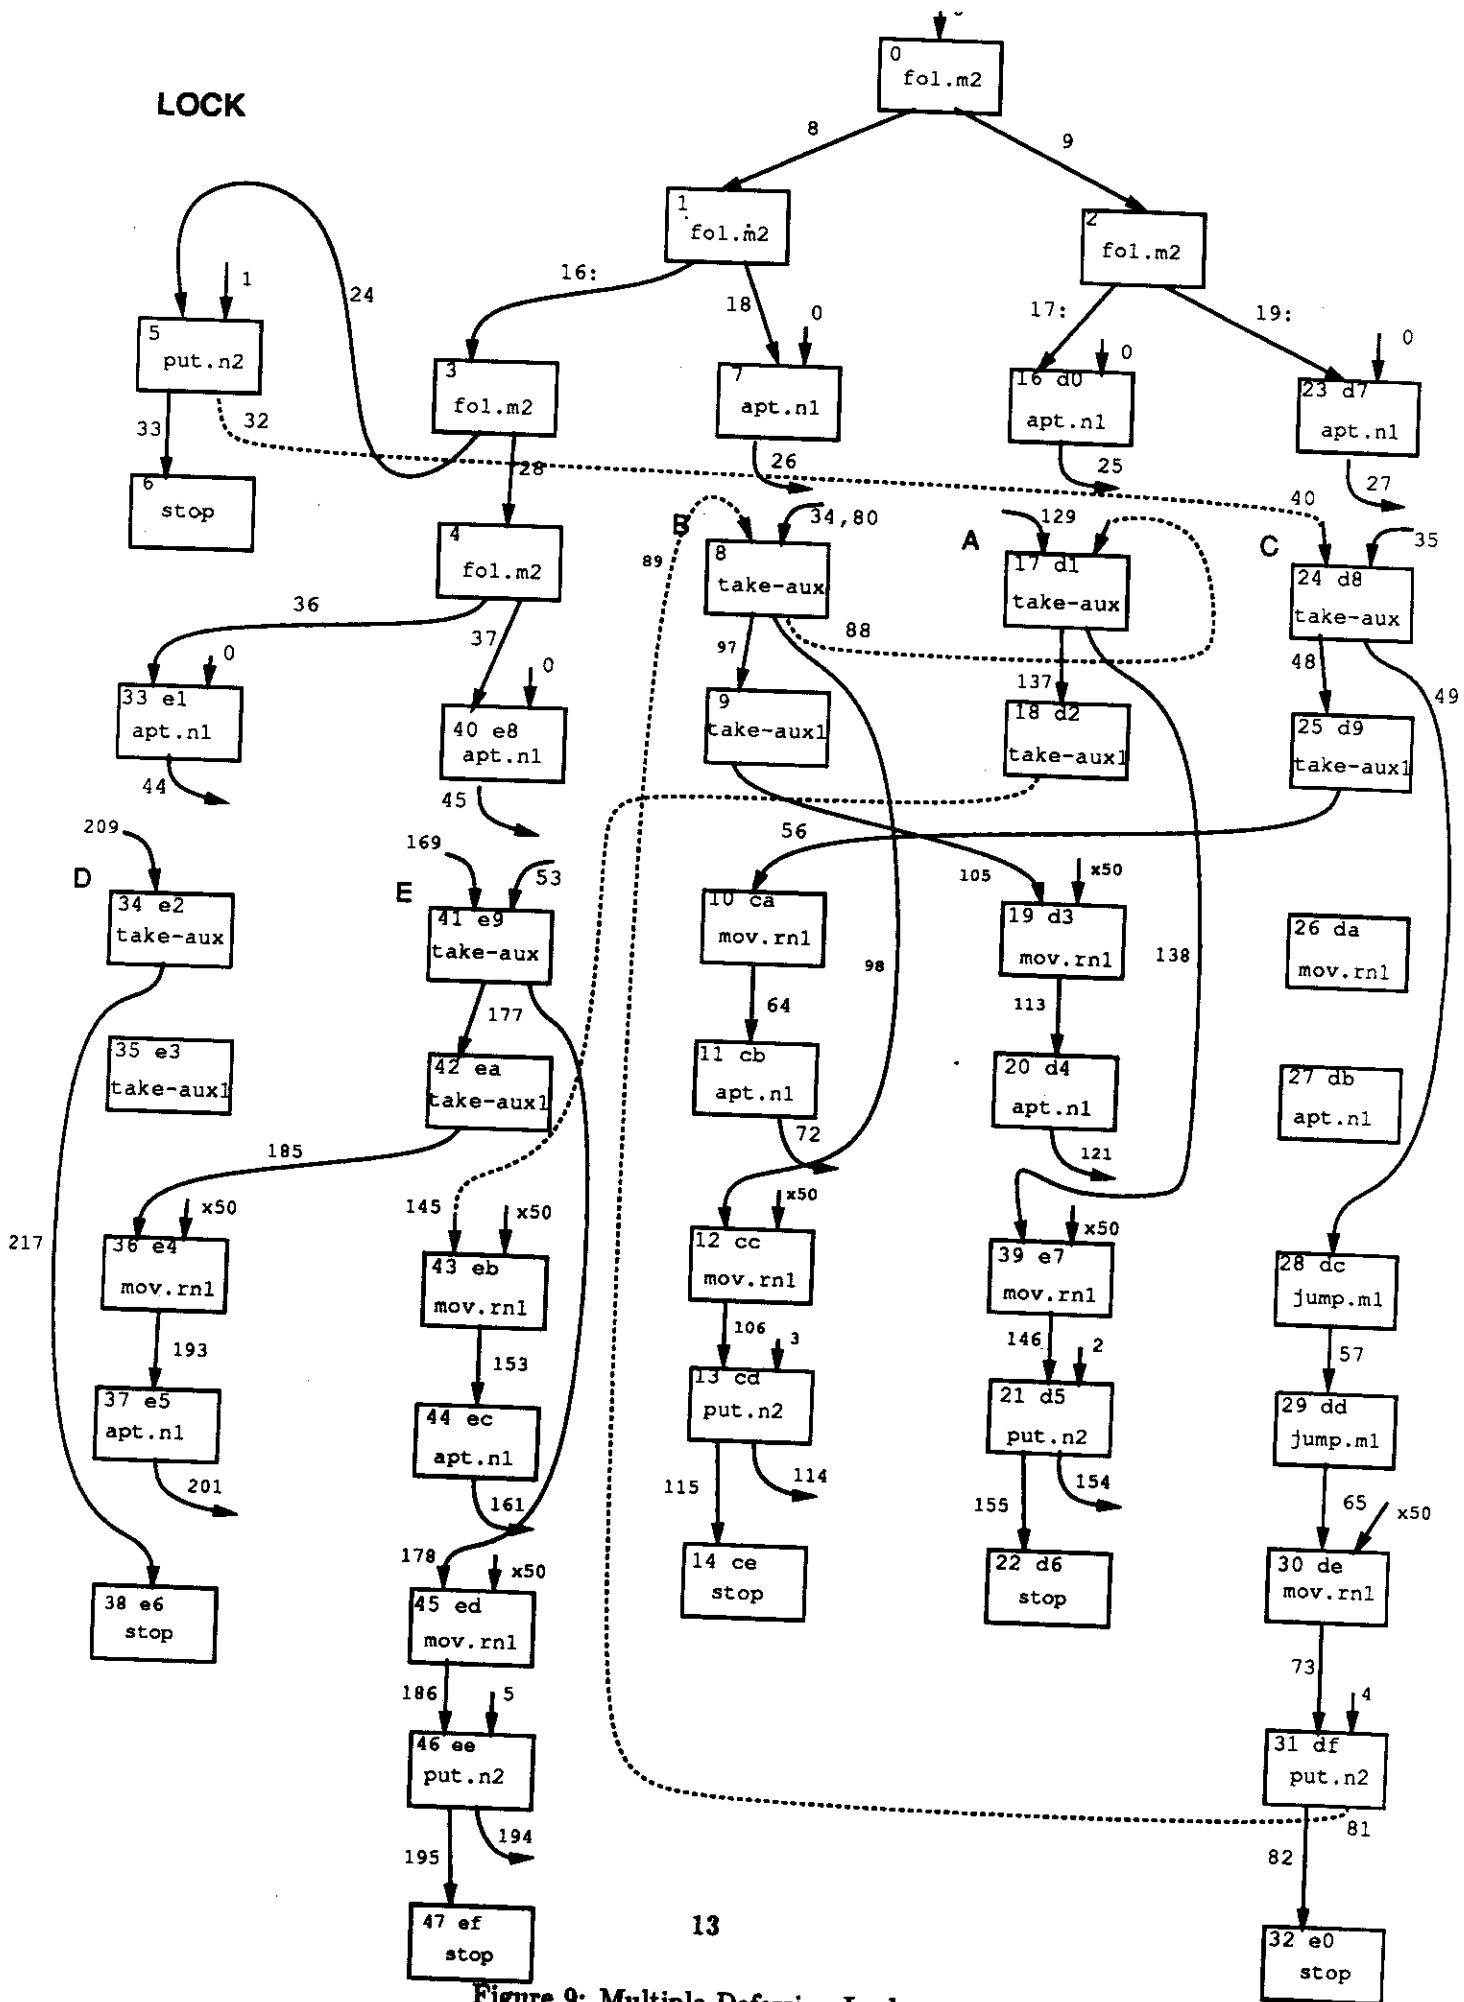 0
fol.m2
LOCK
8
9
1
fol.m2
2
fol.m2
16:
18
0
17:
0
19:
0
24
1
5
put.n2
3
fol.m2
7
apt.n1
16 d0
apt.n1
23 d7
apt.n1
33
32
28
26
25
27
6
stop
4
fol.m2
B
34,80
A
129
40
C
35
89
8
take-aux
17 d1
take-aux
24 d8
take-aux
36
37
97
88
137
48
49
0
0
33 e1
apt.n1
40 e8
apt.n1
9
take-aux1
18 d2
take-aux1
25 d9
take-aux1
44
45
56
209
169
53
105
x50
D
34 e2
take-aux
E
41 e9
take-aux
10 ca
mov.rn1
19 d3
mov.rn1
26 da
mov.rn1
98
138
177
64
113
35 e3
take-aux1
42 ea
take-aux1
11 cb
apt.n1
20 d4
apt.n1
27 db
apt.n1
185
72
121
217
x50
145
x50
x50
x50
36 e4
mov.rn1
43 eb
mov.rn1
12 cc
mov.rn1
39 e7
mov.rn1
28 dc
jump.m1
193
153
106
3
146
2
57
37 e5
apt.n1
44 ec
apt.n1
13 cd
put.n2
21 d5
put.n2
29 dd
jump.m1
201
161
115
114
155
154
65
x50
178
x50
38 e6
stop
45 ed
mov.rn1
14 ce
stop
22 d6
stop
30 de
mov.rn1
186
5
73
4
46 ee
put.n2
31 df
put.n2
195
194
82
81
47 ef
stop
13
32 e0
stop
Figure 9: Multiple Deferring